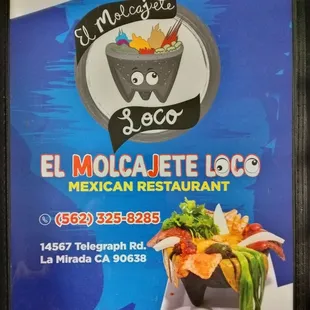 El Molcajete
Loco
EL MOLCAJETE LOCO
MEXICAN RESTAURANT
(562) 325-8285
14567 Telegraph Rd.
La Mirada CA 90638